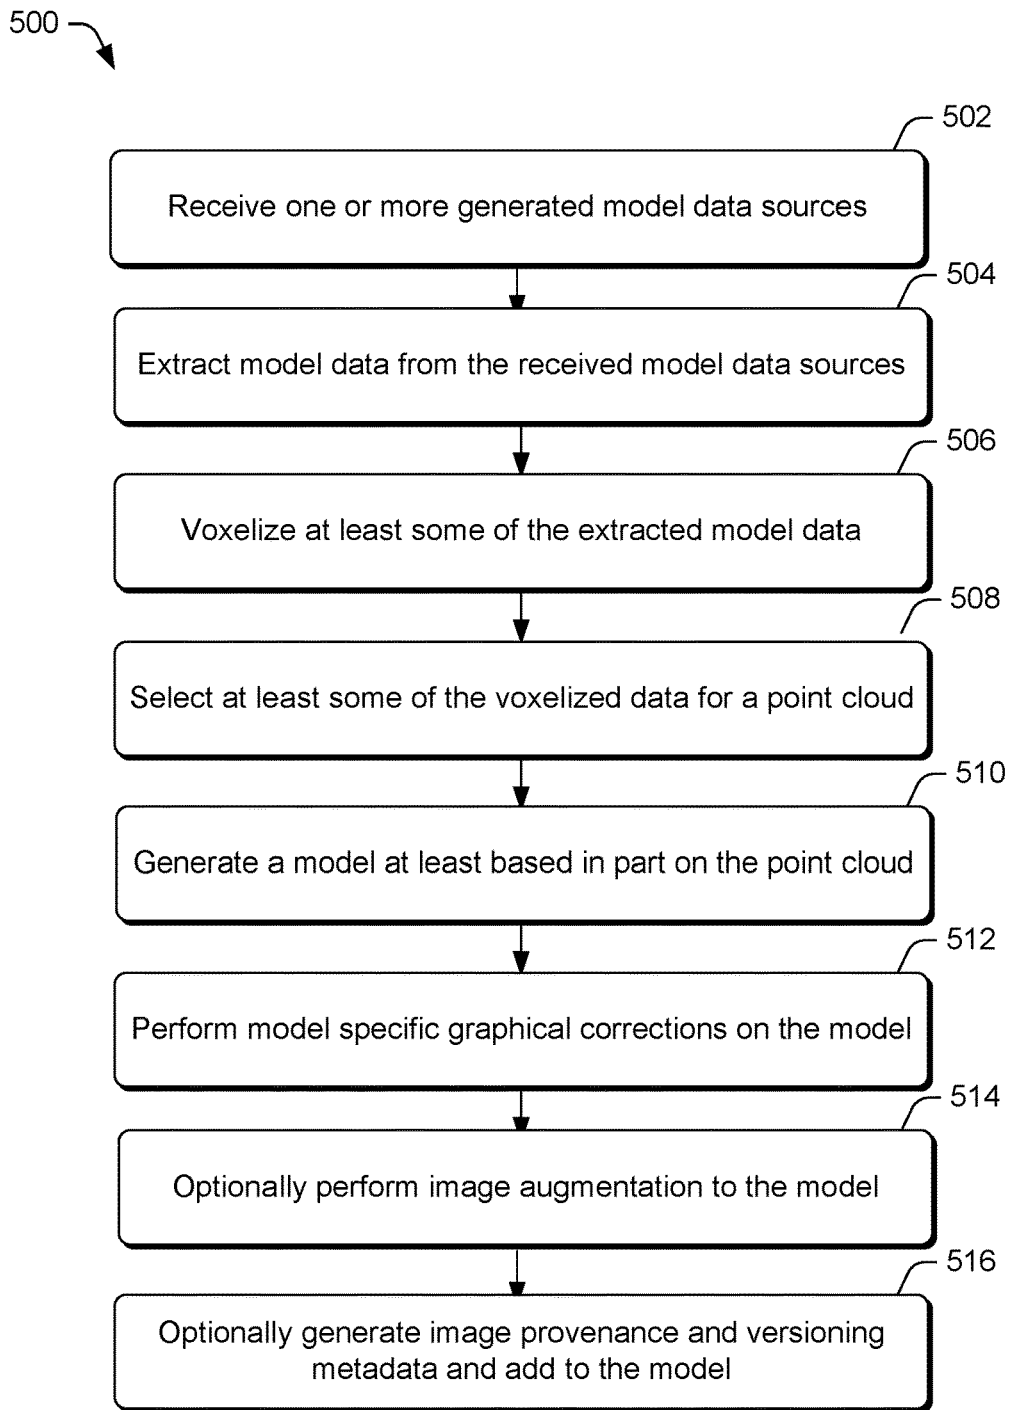 500
502
Receive one or more generated model data sources
504
Extract model data from the received model data sources
506
Voxelize at least some of the extracted model data
508
Select at least some of the voxelized data for a point cloud
510
Generate a model at least based in part on the point cloud
512
Perform model specific graphical corrections on the model
514
Optionally perform image augmentation to the model
516
Optionally generate image provenance and versioning
metadata and add to the model